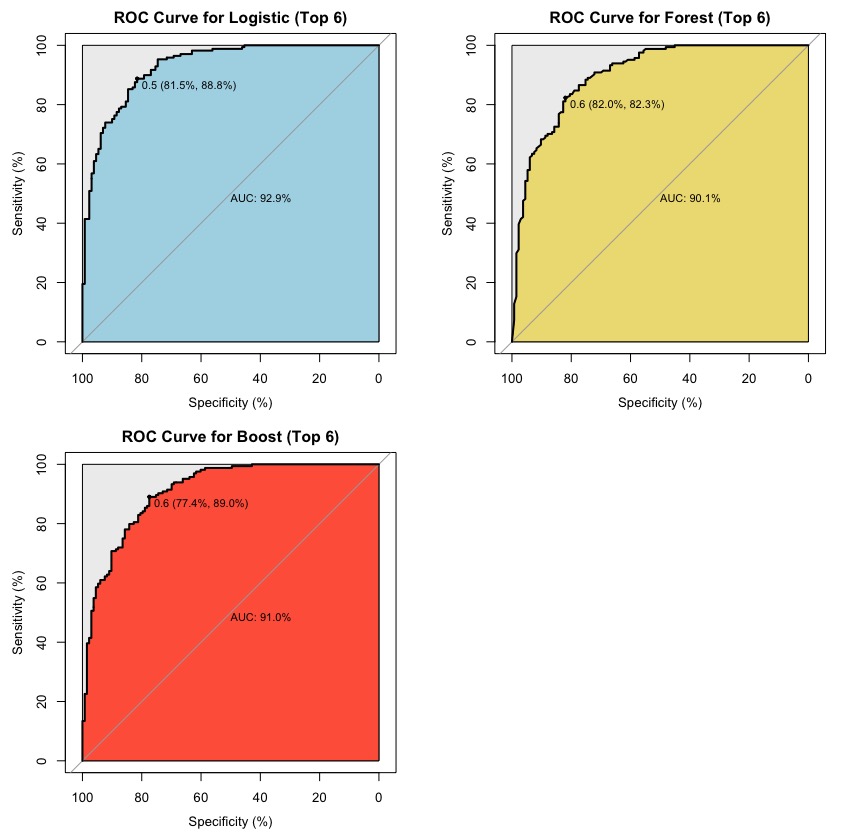 ROC Curve for Logistic (Top 6)
Sensitivity (%)
100
80
60
40
20
0
0.5 (81.5%, 88.8%)
AUC: 92.9%
100 80 60 40 20 0
Specificity (%)
ROC Curve for Forest (Top 6)
Sensitivity (%)
100
80
60
40
20
0
0.6 (82.0%, 82.3%)
AUC: 90.1%
100 80 60 40 20 0
Specificity (%)
ROC Curve for Boost (Top 6)
Sensitivity (%)
100
80
60
40
20
0
0.6 (77.4%, 89.0%)
AUC: 91.0%
100 80 60 40 20 0
Specificity (%)